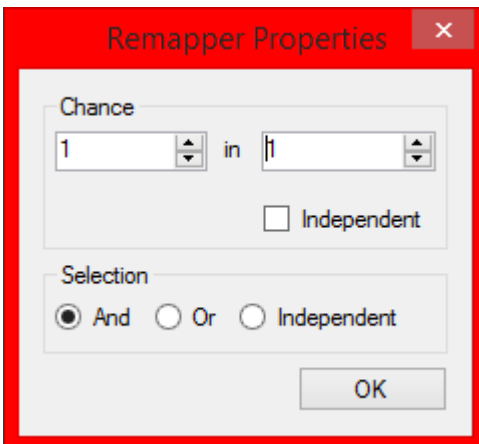 Remapper Properties
Chance
1 in 1
Independent
Selection
And Or Independent
OK